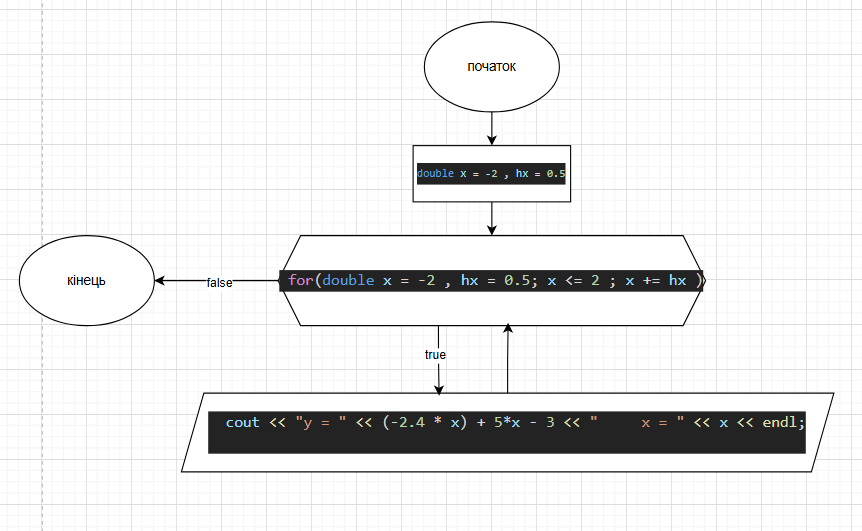 початок
double x = -2 , hx = 0.5
for(double x = -2 , hx = 0.5; x <= 2 ; x += hx )
false
кінець
true
cout << "y = " << (-2.4 * x) + 5*x - 3 << "     x = " << x << endl;